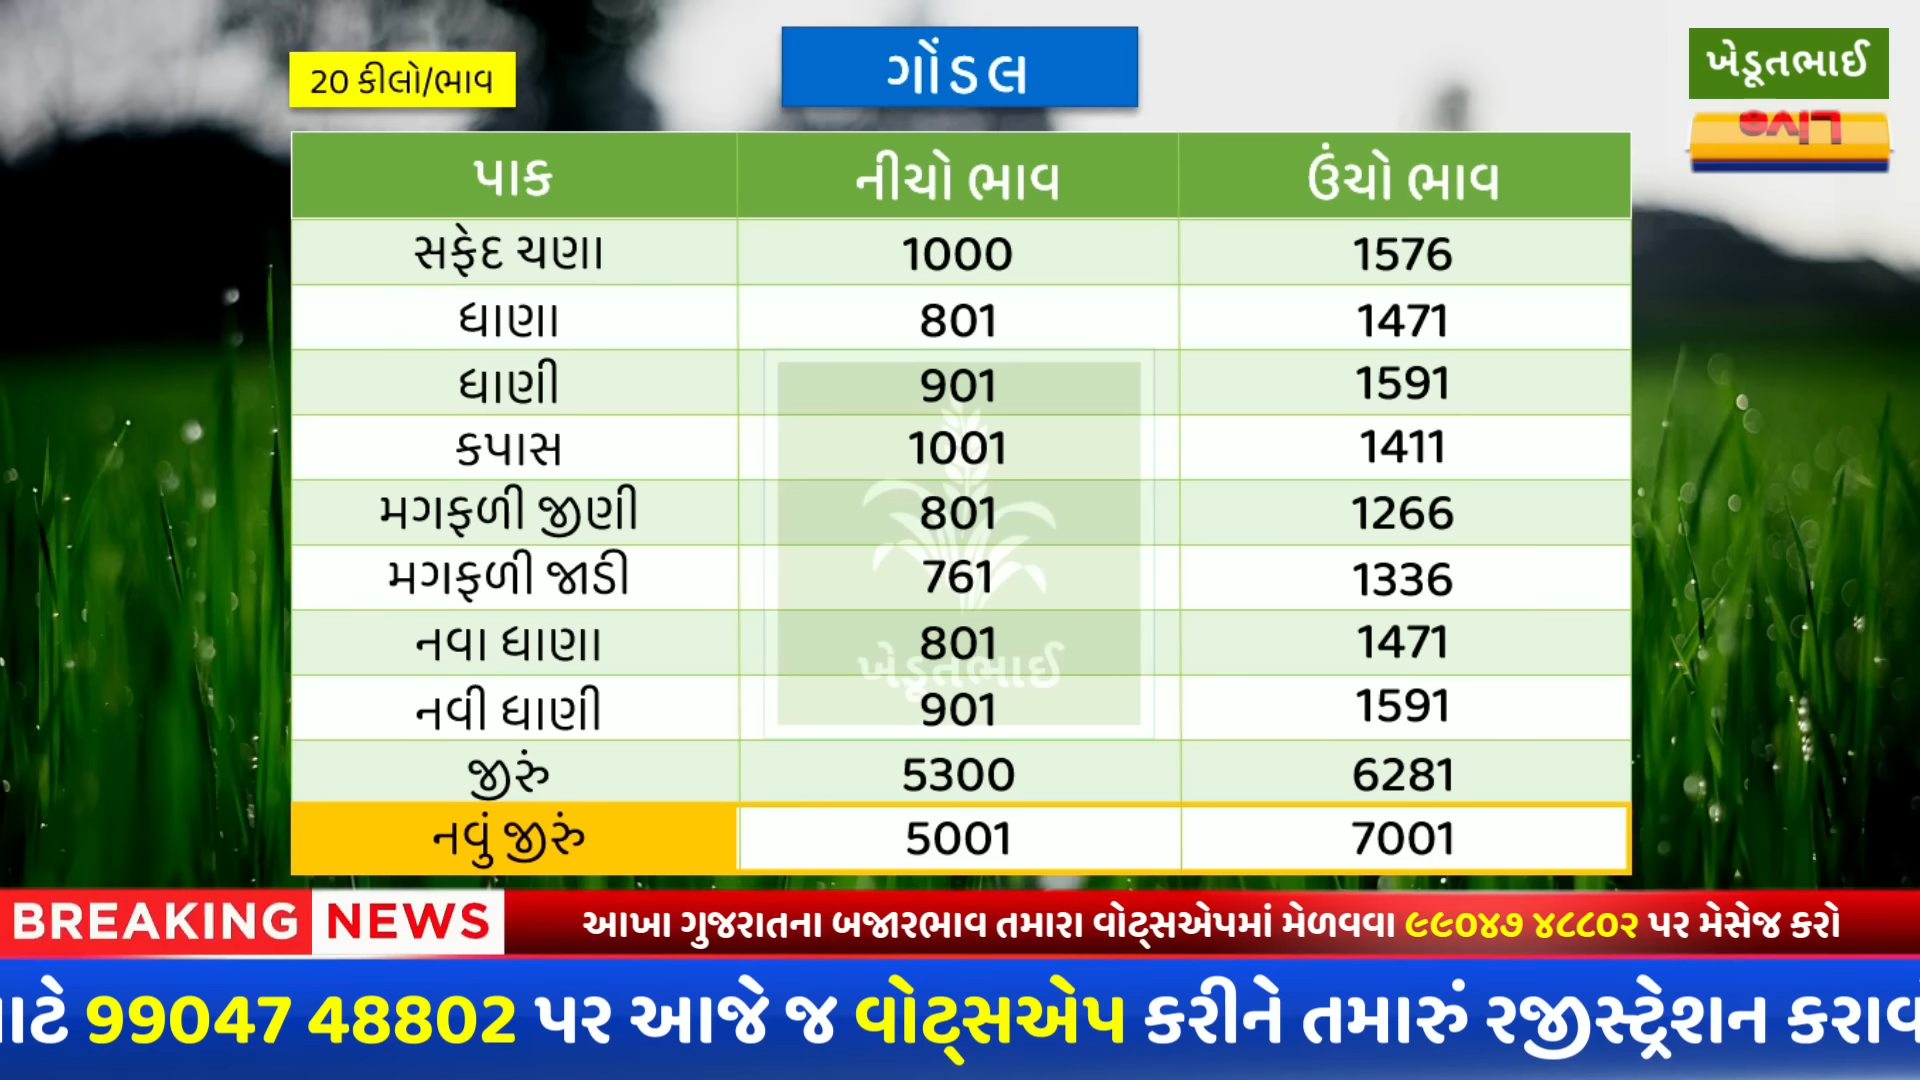 20 કીલો/ભાવ
ગોંડલ
ખેડૂતભાઈ
Live
પાક નીચો ભાવ ઉંચો ભાવ
સફેદ ચણા 1000 1576
ધાણા 801 1471
ધાણી 901 1591
કપાસ 1001 1411
મગફળી જીણી 801 1266
મગફળી જાડી 761 1336
નવા ધાણા 801 1471
ખેડૂતભાઈ
નવી ધાણી 901 1591
જીરું 5300 6281
નવું જીરું 5001 7001
BREAKING NEWS આખા ગુજરાતના બજારભાવ તમારા વોટ્સએપમાં મેળવવા ૯૯૦૪૭ ૪૮૮૦૨ પર મેસેજ કરો
99047 48802 પર આજે જ વોટ્સએપ કરીને તમારું રજીસ્ટ્રેશન